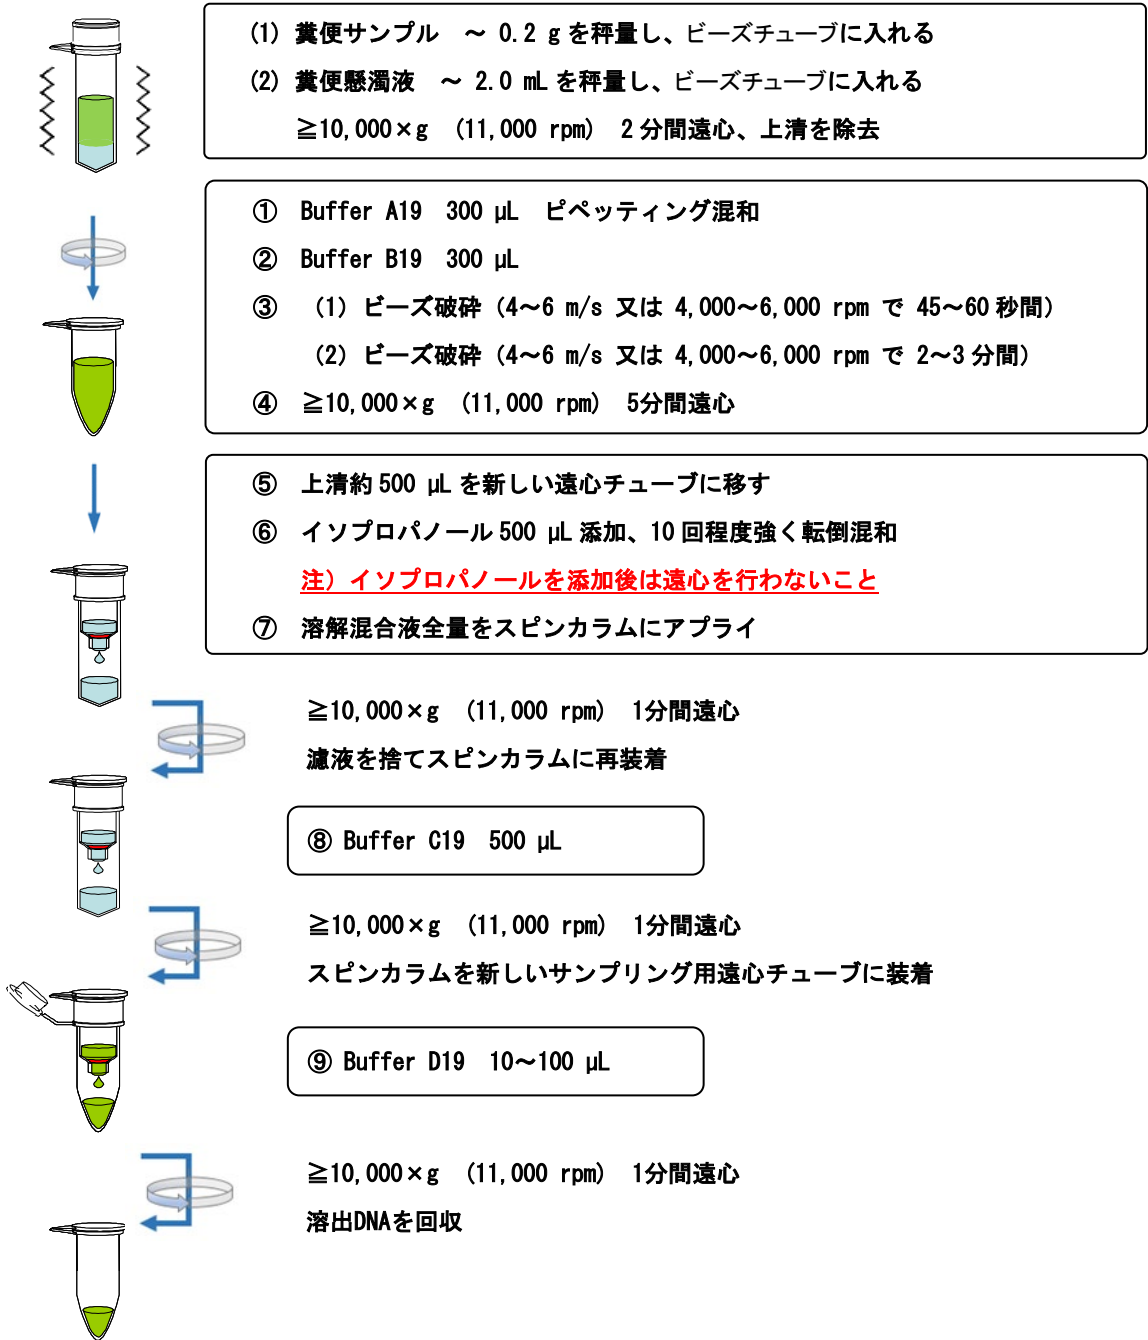 (1) 糞便サンプル　～ 0.2 g を秤量し、ビーズチューブに入れる
(2) 糞便懸濁液　～ 2.0 mL を秤量し、ビーズチューブに入れる
≧10,000×g　(11,000 rpm)　2 分間遠心、上清を除去
①　Buffer A19　300 µL　ピペッティング混和
②　Buffer B19　300 µL
③　(1) ビーズ破砕（4～6 m/s 又は 4,000～6,000 rpm で 45～60 秒間）
(2) ビーズ破砕（4～6 m/s 又は 4,000～6,000 rpm で 2～3 分間）
④　≧10,000×g　(11,000 rpm)　5分間遠心
⑤　上清約 500 µL を新しい遠心チューブに移す
⑥　イソプロパノール 500 µL 添加、10 回程度強く転倒混和
注）イソプロパノールを添加後は遠心を行わないこと
⑦　溶解混合液全量をスピンカラムにアプライ
≧10,000×g　(11,000 rpm)　1分間遠心
濾液を捨てスピンカラムに再装着
⑧ Buffer C19　500 µL
≧10,000×g　(11,000 rpm)　1分間遠心
スピンカラムを新しいサンプリング用遠心チューブに装着
⑨ Buffer D19　10～100 µL
≧10,000×g　(11,000 rpm)　1分間遠心
溶出DNAを回収